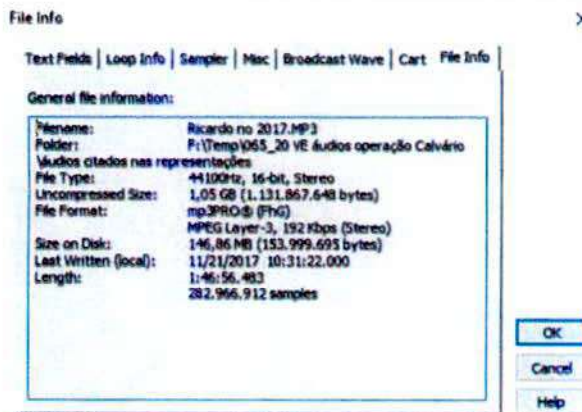 File Info
Text Fields | Loop Info | Sampler | Misc | Broadcast Wave | Cart File Info
General file information:
Filename: Ricardo no 2017.MP3
Folder: F:\Temp\065_20 VE áudios operação Calvário
\áudios citados nas representações
File Type: 44100Hz, 16-bit, Stereo
Uncompressed Size: 1,05 GB (1.131.867.648 bytes)
File Format: mp3PRO® (FhG)
MPEG Layer-3, 192 Kbps (Stereo)
Size on Disk: 146,86 MB (153.999.695 bytes)
Last Written (local): 11/21/2017 10:31:22.000
Length: 1:46:56.483
282.966.912 samples
OK
Cancel
Help